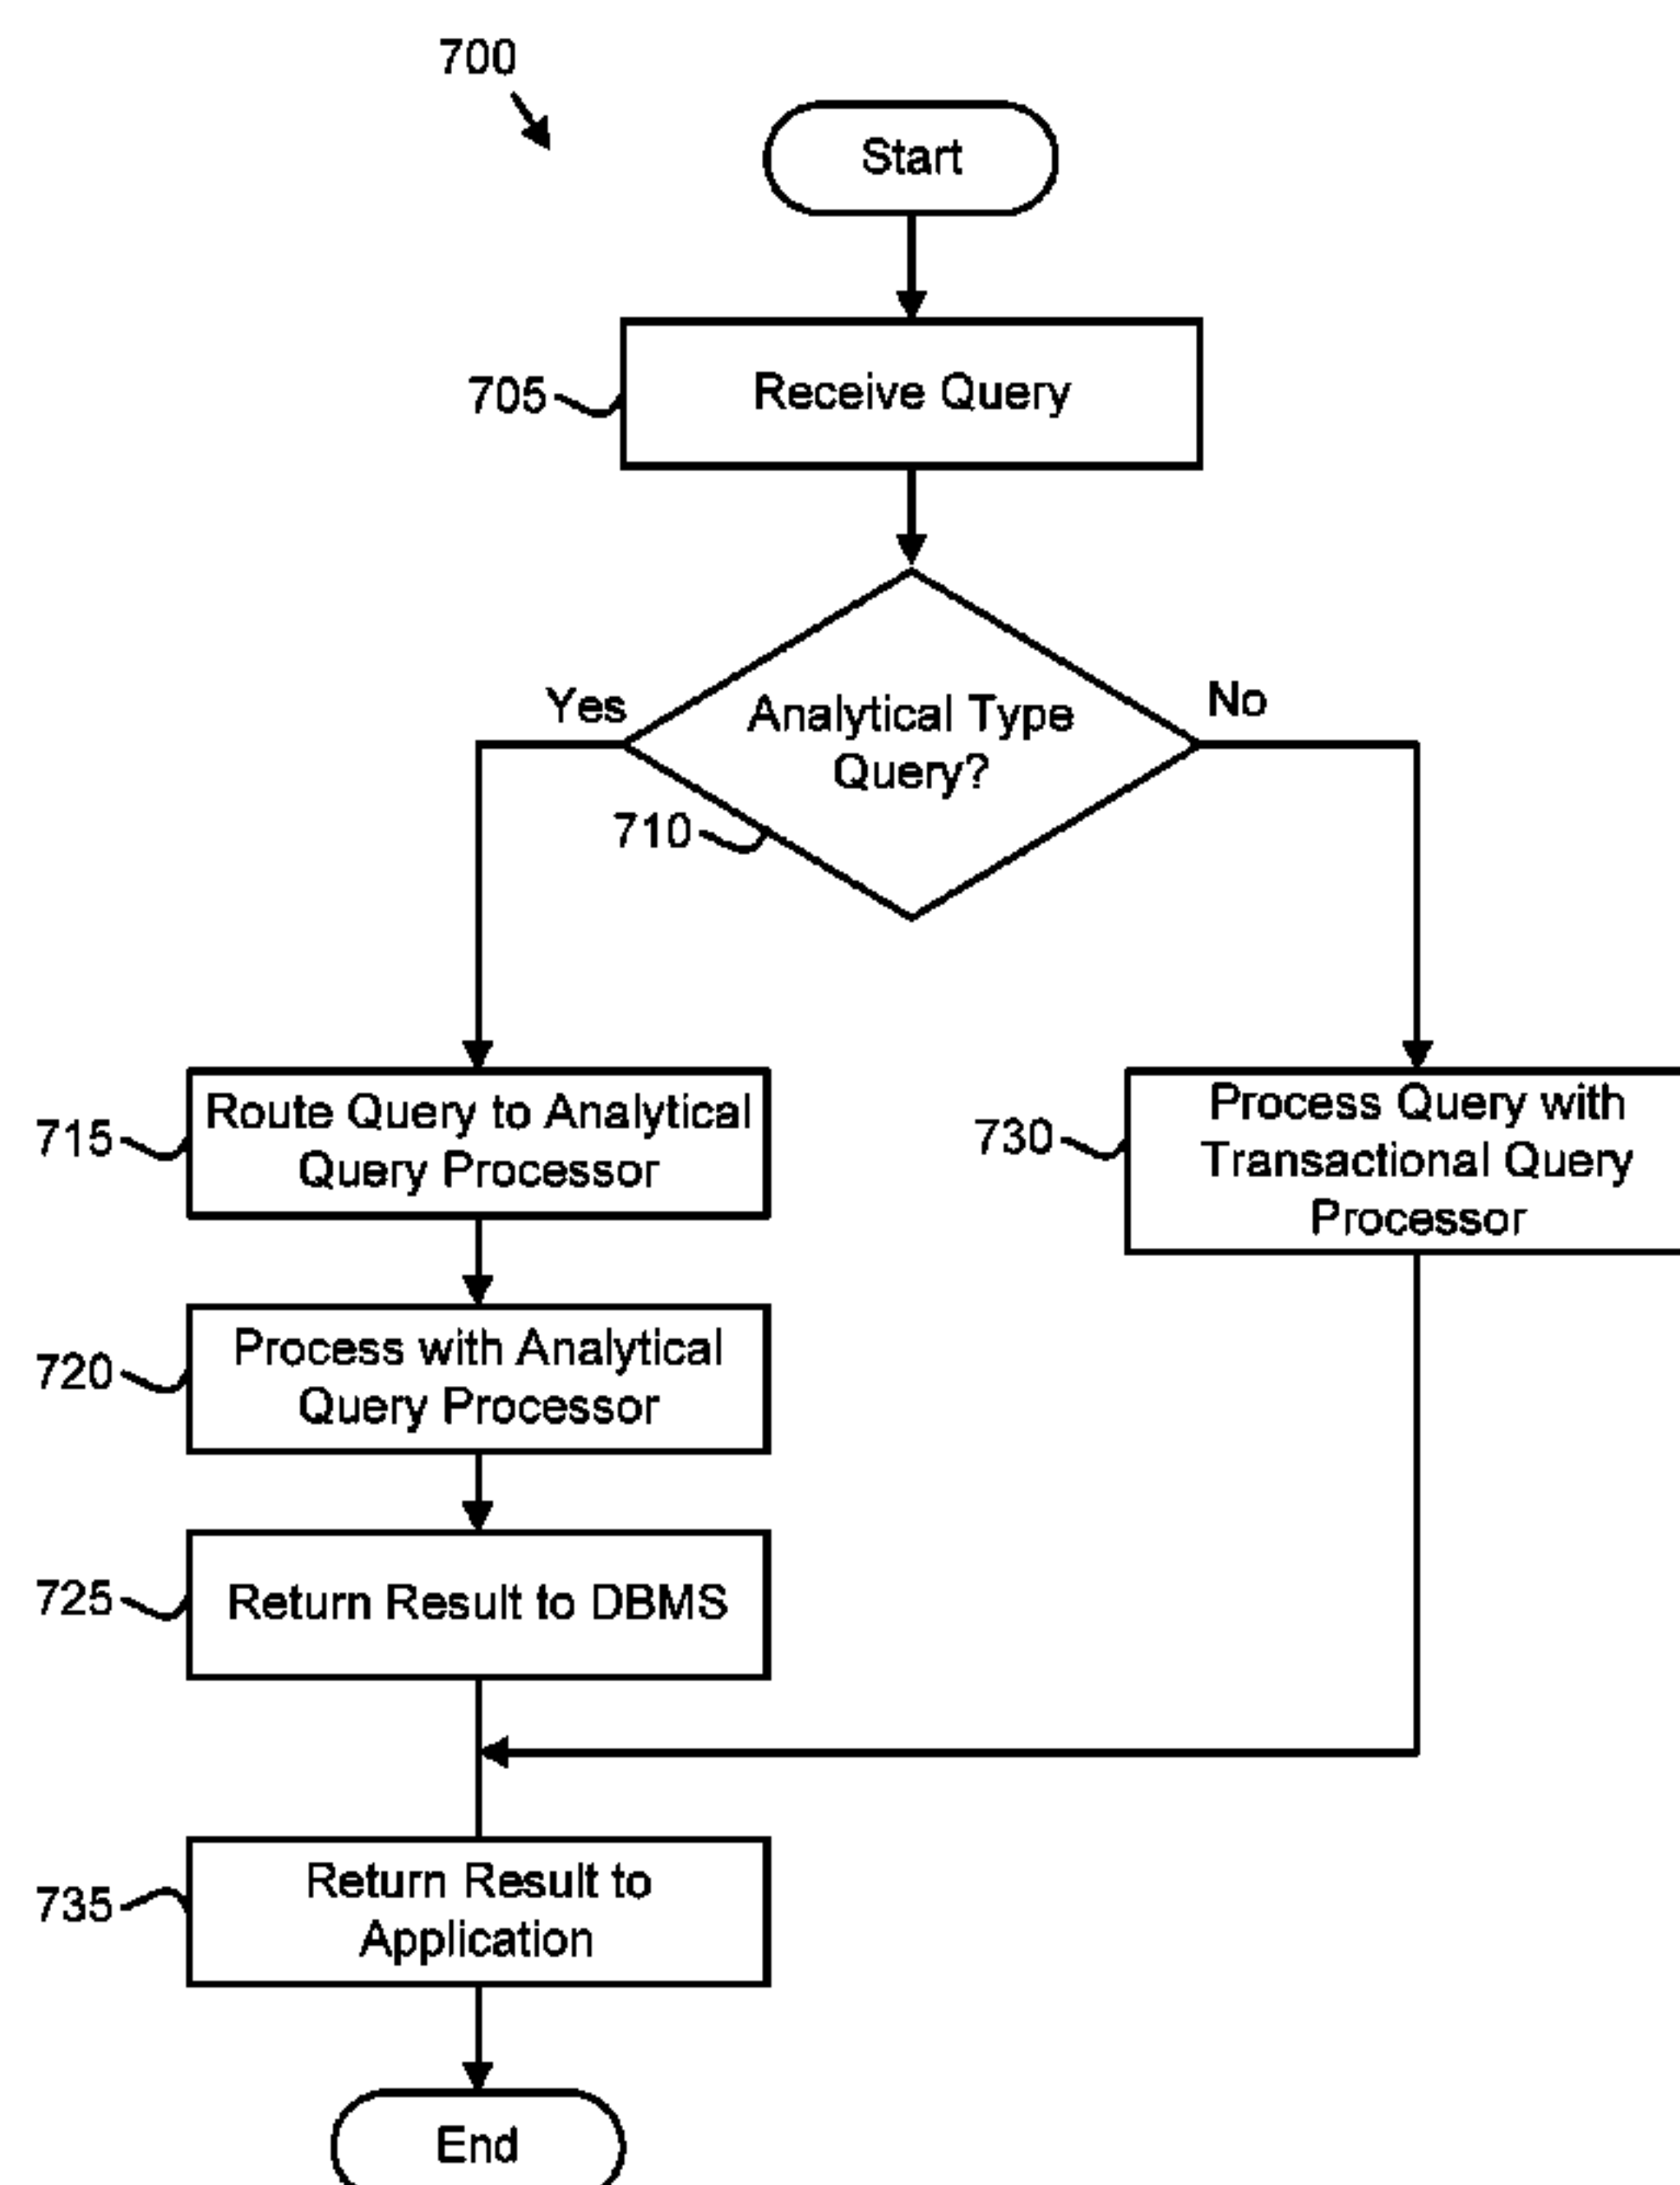 700
Start
705
Receive Query
Yes
No
Analytical Type
Query?
710
715
Route Query to Analytical
Query Processor
730
Process Query with
Transactional Query
Processor
720
Process with Analytical
Query Processor
725
Return Result to DBMS
735
Return Result to
Application
End